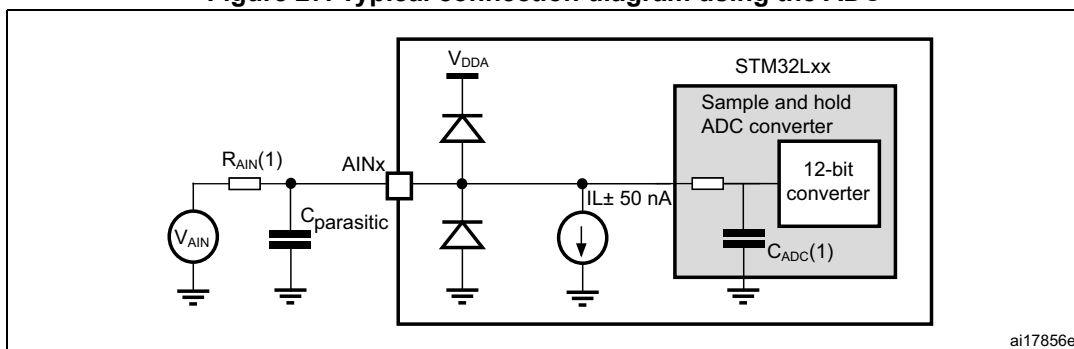 Figure 27. Typical connection diagram using the ADC
VDDA
STM32Lxx
Sample and hold
ADC converter
RAIN(1)
AINx
12-bit
converter
IL± 50 nA
Cparasitic
VAIN
CADC(1)
ai17856e